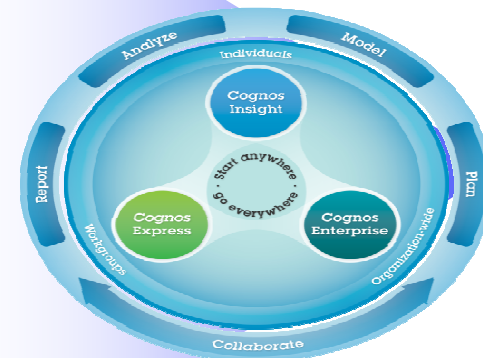 Analyze
Model
Individuals
Cognos
Insight
Report
Plan
· Start anywhere ·
go everywhere
Cognos
Express
Cognos
Enterprise
Workgroups
Organization-wide
Collaborate